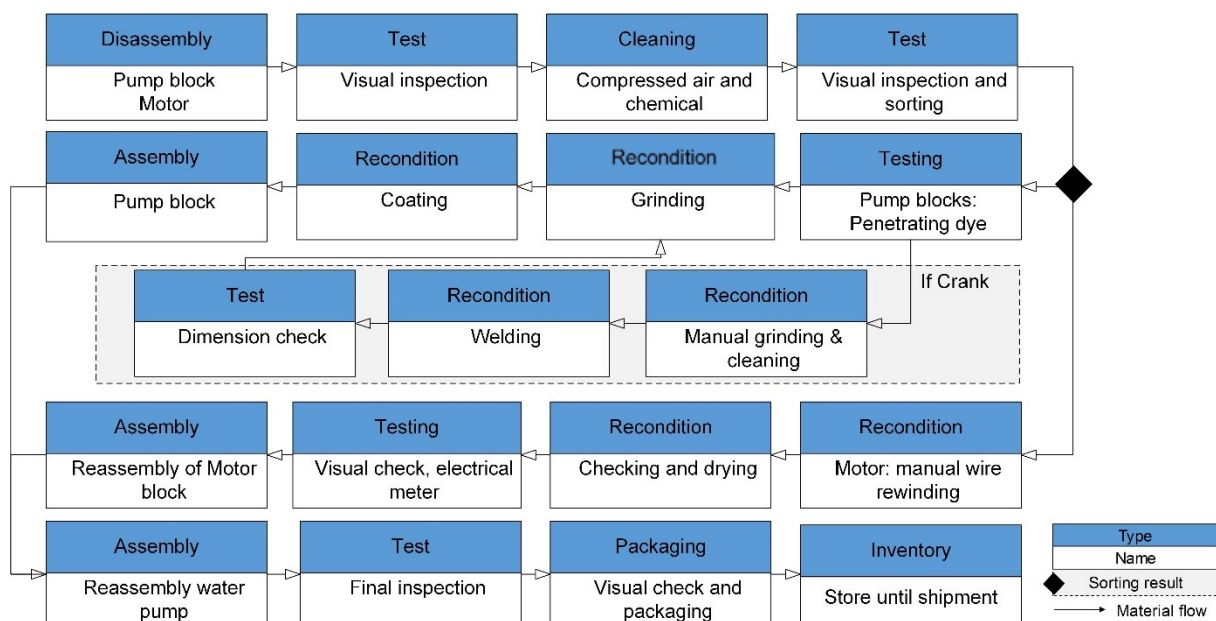 Disassembly
Pump block
Motor
Test
Visual inspection
Cleaning
Compressed air and
chemical
Test
Visual inspection and
sorting
Assembly
Pump block
Recondition
Coating
Recondition
Grinding
Testing
Pump blocks:
Penetrating dye
If Crank
Test
Dimension check
Recondition
Welding
Recondition
Manual grinding &
cleaning
Assembly
Reassembly of Motor
block
Testing
Visual check, electrical
meter
Recondition
Checking and drying
Recondition
Motor: manual wire
rewinding
Assembly
Reassembly water
pump
Test
Final inspection
Packaging
Visual check and
packaging
Inventory
Store until shipment
Type
Name
Sorting result
Material flow